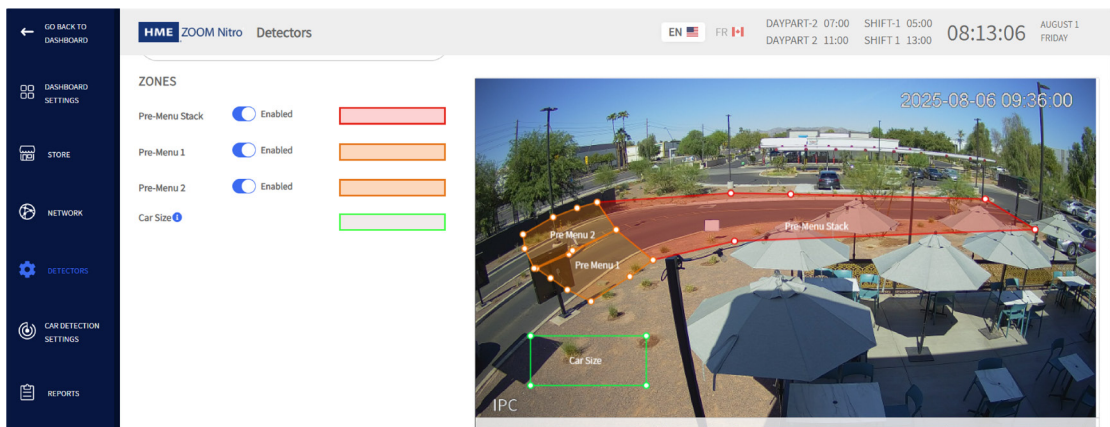 GO BACK TO
DASHBOARD
HME ZOOM Nitro Detectors
EN
FR
DAYPART-2 07:00
DAYPART 2 11:00
SHIFT-1 05:00
SHIFT 1 13:00
08:13:06
AUGUST 1
FRIDAY
DASHBOARD
SETTINGS
STORE
NETWORK
DETECTORS
CAR DETECTION
SETTINGS
REPORTS
ZONES
Pre-Menu Stack Enabled
Pre-Menu 1 Enabled
Pre-Menu 2 Enabled
Car Size
2025-08-06 09:36:00
Pre Menu 2
Pre Menu 1
Pre-Menu Stack
Car Size
IPC